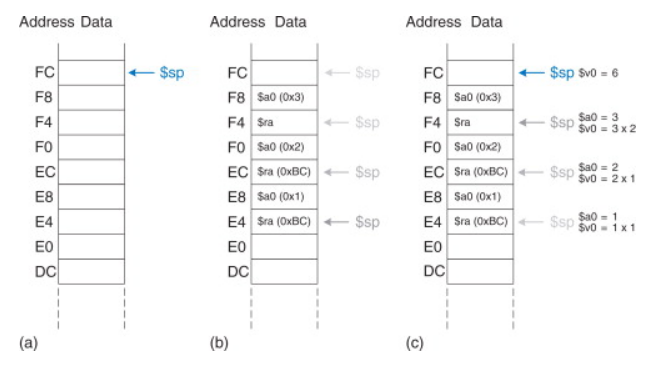 Address Data
FC
$sp
F8
F4
F0
EC
E8
E4
E0
DC
(a)
Address Data
FC
$sp
F8 $a0 (0x3)
F4 $ra
$sp
F0 $a0 (0x2)
EC $ra (0xBC)
$sp
E8 $a0 (0x1)
E4 $ra (0xBC)
$sp
E0
DC
(b)
Address Data
FC
$sp $v0 = 6
F8 $a0 (0x3)
F4 $ra
$sp $a0 = 3
$v0 = 3 x 2
F0 $a0 (0x2)
EC $ra (0xBC)
$sp $a0 = 2
$v0 = 2 x 1
E8 $a0 (0x1)
E4 $ra (0xBC)
$sp $a0 = 1
$v0 = 1 x 1
E0
DC
(c)